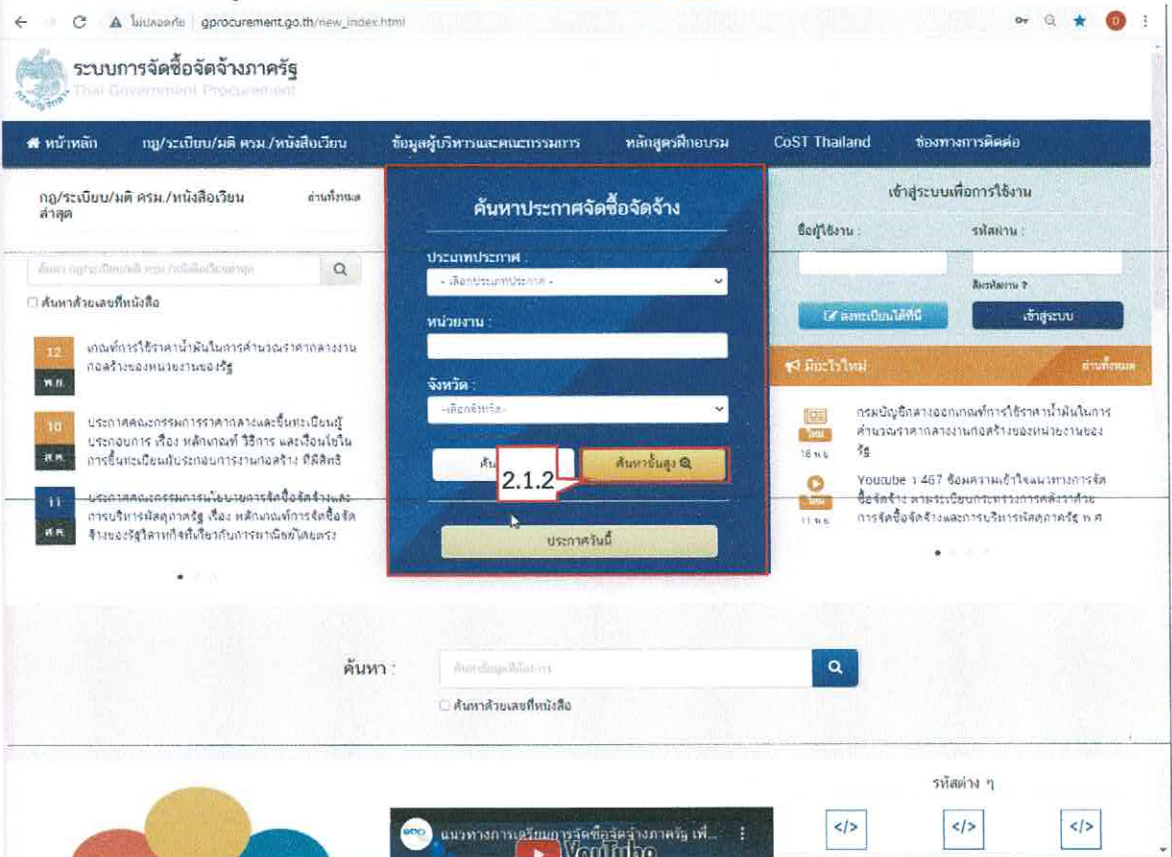 ไม่ปลอดภัย | gprocurement.go.th/new_index.html
ระบบการจัดซื้อจัดจ้างภาครัฐ
Thai Government Procurement
หน้าหลัก
กฎ/ระเบียบ/มติ ครม./หนังสือเวียน
ข้อมูลผู้บริหารและคณะกรรมการ
หลักสูตรฝึกอบรม
CoST Thailand
ช่องทางการติดต่อ
กฎ/ระเบียบ/มติ ครม./หนังสือเวียน
ล่าสุด
อ่านทั้งหมด
ค้นหา กฎ/ระเบียบ/มติ ครม./หนังสือเวียนล่าสุด
ค้นหาด้วยเลขที่หนังสือ
12
พ.ย.
เกณฑ์การใช้ราคาน้ำมันในการคำนวณราคากลางงาน
ก่อสร้างของหน่วยงานของรัฐ
10
ส.ค.
ประกาศคณะกรรมการราคากลางและขึ้นทะเบียนผู้
ประกอบการ เรื่อง หลักเกณฑ์ วิธีการ และเงื่อนไขใน
การขึ้นทะเบียนผู้ประกอบการงานก่อสร้าง ที่มีสิทธิ
11
ส.ค.
ประกาศคณะกรรมการนโยบายการจัดซื้อจัดจ้างและ
การบริหารพัสดุภาครัฐ เรื่อง หลักเกณฑ์การจัดซื้อจัด
จ้างของรัฐวิสาหกิจที่เกี่ยวกับการพาณิชย์โดยตรง
ค้นหาประกาศจัดซื้อจัดจ้าง
ประเภทประกาศ :
- เลือกประเภทประกาศ -
หน่วยงาน :
จังหวัด :
-เลือกจังหวัด-
ค้น
2.1.2
ค้นหาขั้นสูง
ประกาศวันนี้
เข้าสู่ระบบเพื่อการใช้งาน
ชื่อผู้ใช้งาน :
รหัสผ่าน :
ลืมรหัสผ่าน ?
ลงทะเบียนได้ที่นี่
เข้าสู่ระบบ
มีอะไรใหม่
อ่านทั้งหมด
ใหม่
18 พ.ย.
กรมบัญชีกลางออกเกณฑ์การใช้ราคาน้ำมันในการ
คำนวณราคากลางงานก่อสร้างของหน่วยงานของ
รัฐ
ใหม่
11 พ.ย.
Youtube ว 467 ซ้อมความเข้าใจแนวทางการจัด
ซื้อจัดจ้าง ตามระเบียบกระทรวงการคลังว่าด้วย
การจัดซื้อจัดจ้างและการบริหารพัสดุภาครัฐ พ.ศ
ค้นหา :
ค้นหาข้อมูลที่ต้องการ
ค้นหาด้วยเลขที่หนังสือ
แนวทางการเตรียมการจัดซื้อจัดจ้างภาครัฐ เพื่...
YouTube
รหัสต่าง ๆ
</>
</>
</>